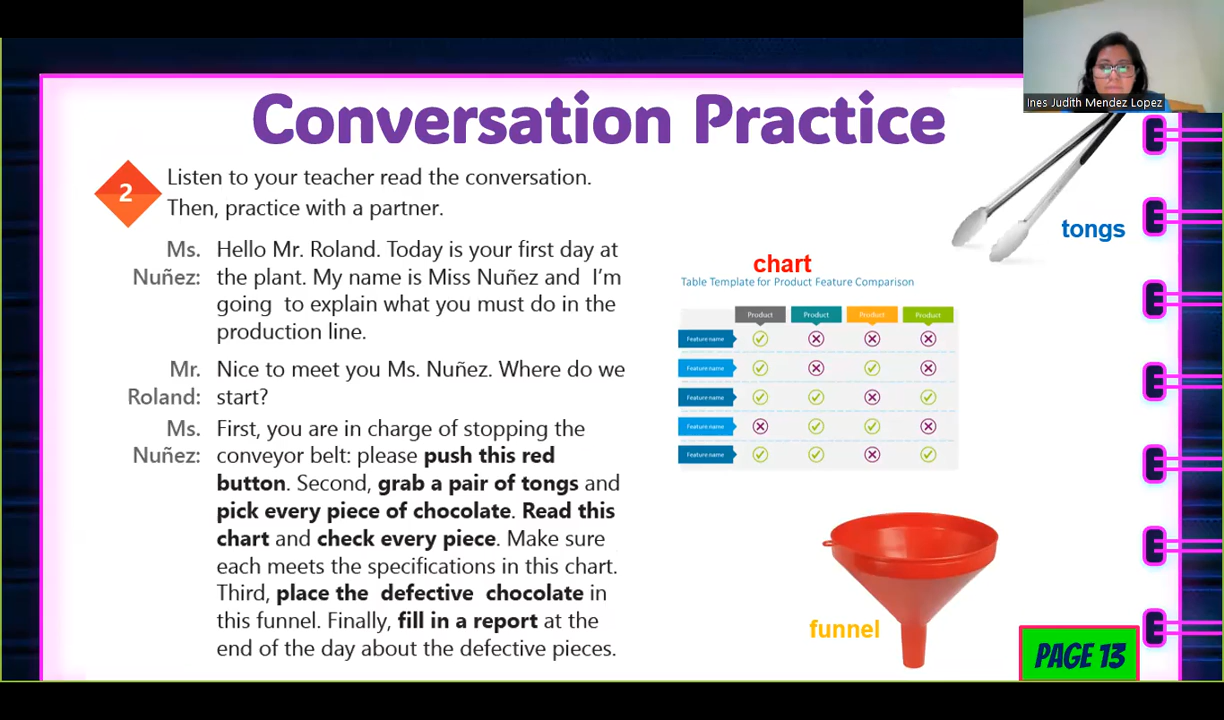 Conversation Practice
Ines Judith Mendez Lopez
2
Listen to your teacher read the conversation.
Then, practice with a partner.
Ms. Hello Mr. Roland. Today is your first day at
Nuñez: the plant. My name is Miss Nuñez and I'm
going to explain what you must do in the
production line.
Mr. Nice to meet you Ms. Nuñez. Where do we
Roland: start?
Ms. First, you are in charge of stopping the
Nuñez: conveyor belt: please push this red
button. Second, grab a pair of tongs and
pick every piece of chocolate. Read this
chart and check every piece. Make sure
each meets the specifications in this chart.
Third, place the defective chocolate in
this funnel. Finally, fill in a report at the
end of the day about the defective pieces.
tongs
chart
Table Template for Product Feature Comparison
Product Product Product Product
Feature name
Feature name
Feature name
Feature name
Feature name
funnel
PAGE 13